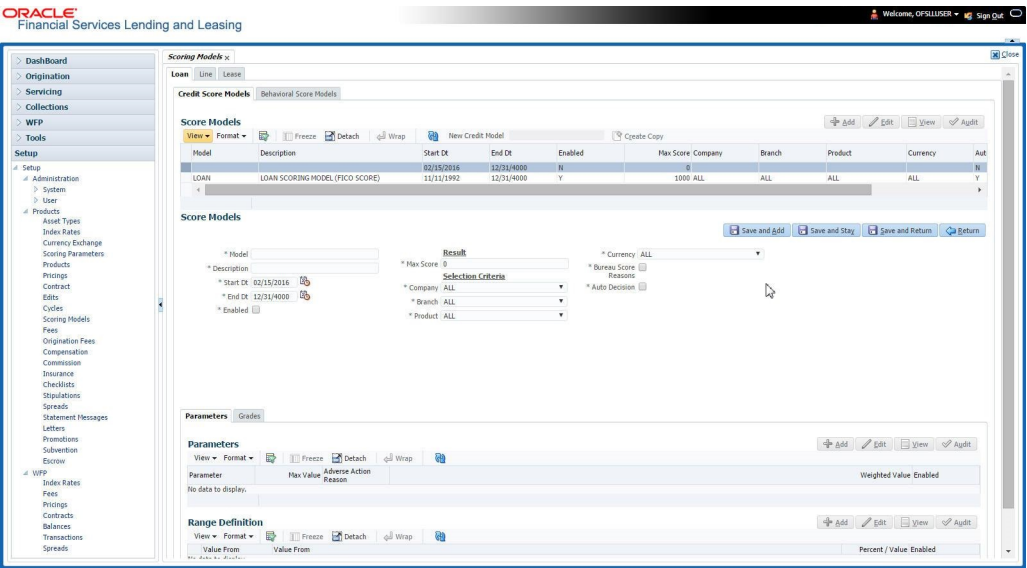 ORACLE
Financial Services Lending and Leasing
Welcome, OFSLLUSER
Sign Out
DashBoard
Origination
Servicing
Collections
WFP
Tools
Setup
Setup
Administration
System
User
Products
Asset Types
Index Rates
Currency Exchange
Scoring Parameters
Products
Pricings
Contract
Edits
Cycles
Scoring Models
Fees
Origination Fees
Compensation
Commission
Insurance
Checklists
Stipulations
Spreads
Statement Messages
Letters
Promotions
Subvention
Escrow
WFP
Index Rates
Fees
Pricings
Contracts
Balances
Transactions
Spreads
Scoring Models x
Close
Loan Line Lease
Credit Score Models Behavioral Score Models
Score Models
Add Edit View Audit
View Format Freeze Detach Wrap New Credit Model Create Copy
Model Description Start Dt End Dt Enabled Max Score Company Branch Product Currency Aut
02/15/2016 12/31/4000 N 0 N
LOAN LOAN SCORING MODEL (FICO SCORE) 11/11/1992 12/31/4000 Y 1000 ALL ALL ALL ALL Y
Score Models
Save and Add Save and Stay Save and Return Return
* Model
* Description
* Start Dt 02/15/2016
* End Dt 12/31/4000
* Enabled
Result
* Max Score 0
Selection Criteria
* Company ALL
* Branch ALL
* Product ALL
* Currency ALL
* Bureau Score Reasons
* Auto Decision
Parameters Grades
Parameters
Add Edit View Audit
View Format Freeze Detach Wrap
Parameter Max Value Adverse Action Reason Weighted Value Enabled
No data to display.
Range Definition
Add Edit View Audit
View Format Freeze Detach Wrap
Value From Value From Percent / Value Enabled